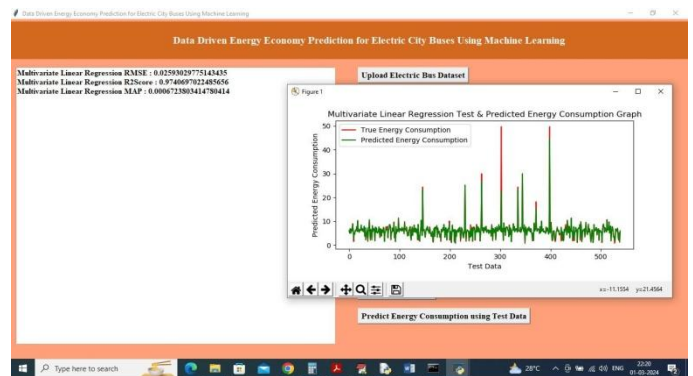 Data Driven Energy Economy Prediction for Electric City Buses Using Machine Learning
Data Driven Energy Economy Prediction for Electric City Buses Using Machine Learning
Multivariate Linear Regression RMSE : 0.02593029775143435
Multivariate Linear Regression R2Score : 0.9740697022485656
Multivariate Linear Regression MAP : 0.0006723803414780414
Upload Electric Bus Dataset
Figure 1
Multivariate Linear Regression Test & Predicted Energy Consumption Graph
True Energy Consumption
Predicted Energy Consumption
Predicted Energy Consumption
50
40
30
20
10
0
0 100 200 300 400 500
Test Data
x=-11.1934 y=21.4564
Predict Energy Consumption using Test Data
Type here to search
28°C
ENG
22:26
01-03-2024